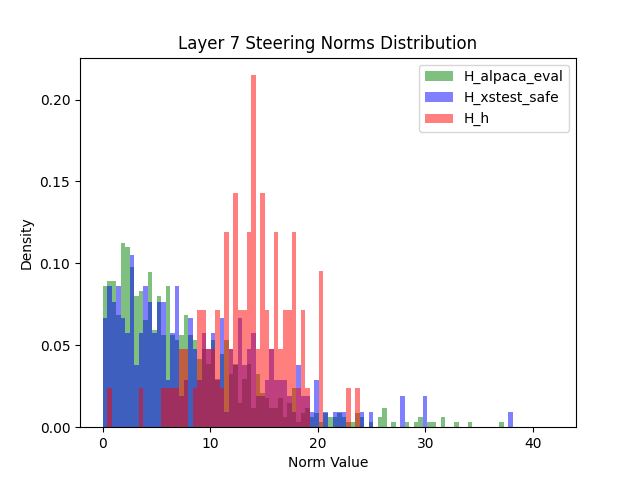 Layer 7 Steering Norms Distribution
H_alpaca_eval
H_xstest_safe
H_h
0.20
0.15
0.10
0.05
0.00
Density
0 10 20 30 40
Norm Value